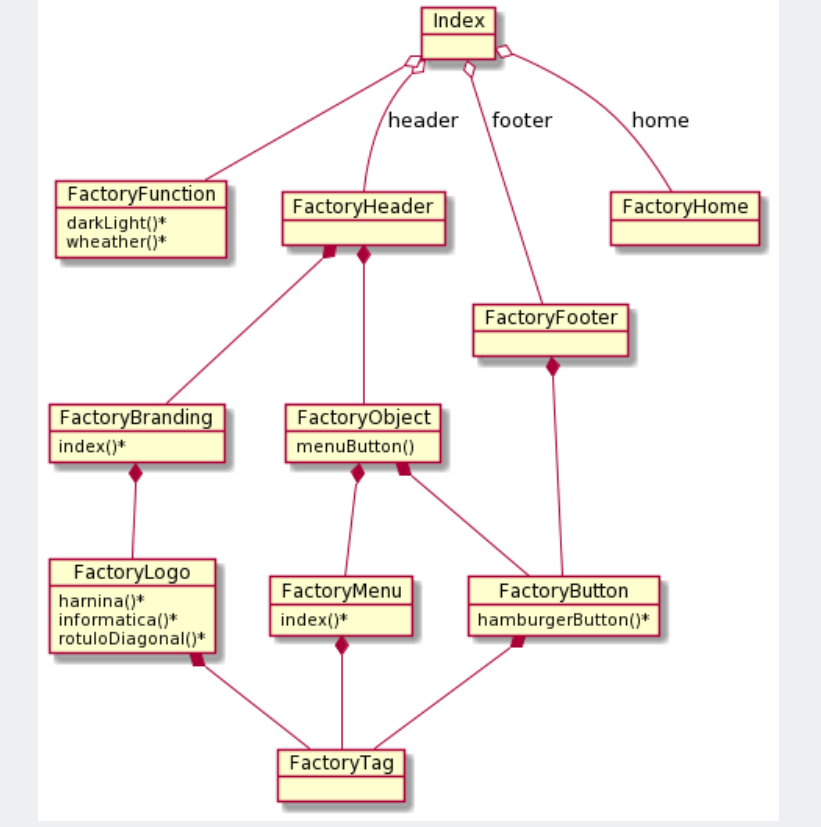 Index
header
footer
home
FactoryFunction
darkLight()*
wheather()*
FactoryHeader
FactoryHome
FactoryFooter
FactoryBranding
index()*
FactoryObject
menuButton()
FactoryLogo
harnina()*
informatica()*
rotuloDiagonal()*
FactoryMenu
index()*
FactoryButton
hamburgerButton()*
FactoryTag